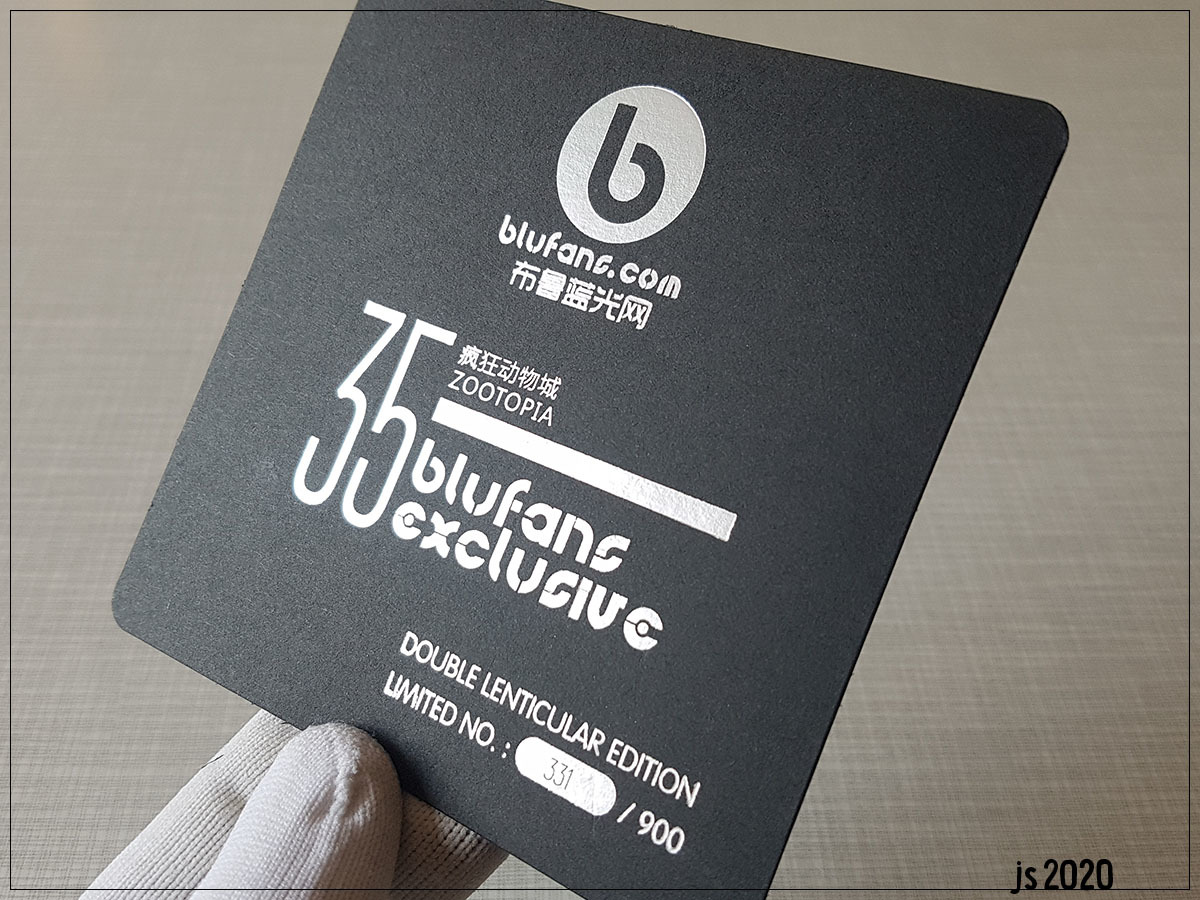 b
blufans.com
布鲁蓝光网
35
疯狂动物城
ZOOTOPIA
blufans
exclusive
DOUBLE LENTICULAR EDITION
LIMITED NO.: 331 / 900
js 2020